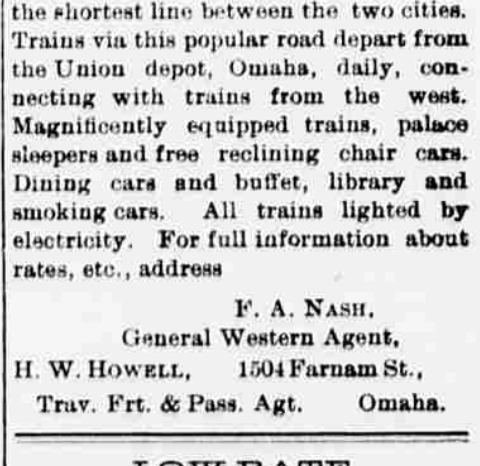 the shortest line between the two cities.
Trains via this popular road depart from
the Union depot, Omaha, daily, con-
necting with trains from the west.
Magnificently equipped trains, palace
sleepers and free reclining chair cars.
Dining cars and buffet, library and
smoking cars. All trains lighted by
electricity. For full information about
rates, etc., address
F. A. NASH,
General Western Agent,
H. W. HOWELL, 1504 Farnam St.,
Trav. Frt. & Pass. Agt. Omaha.
LOW RATE